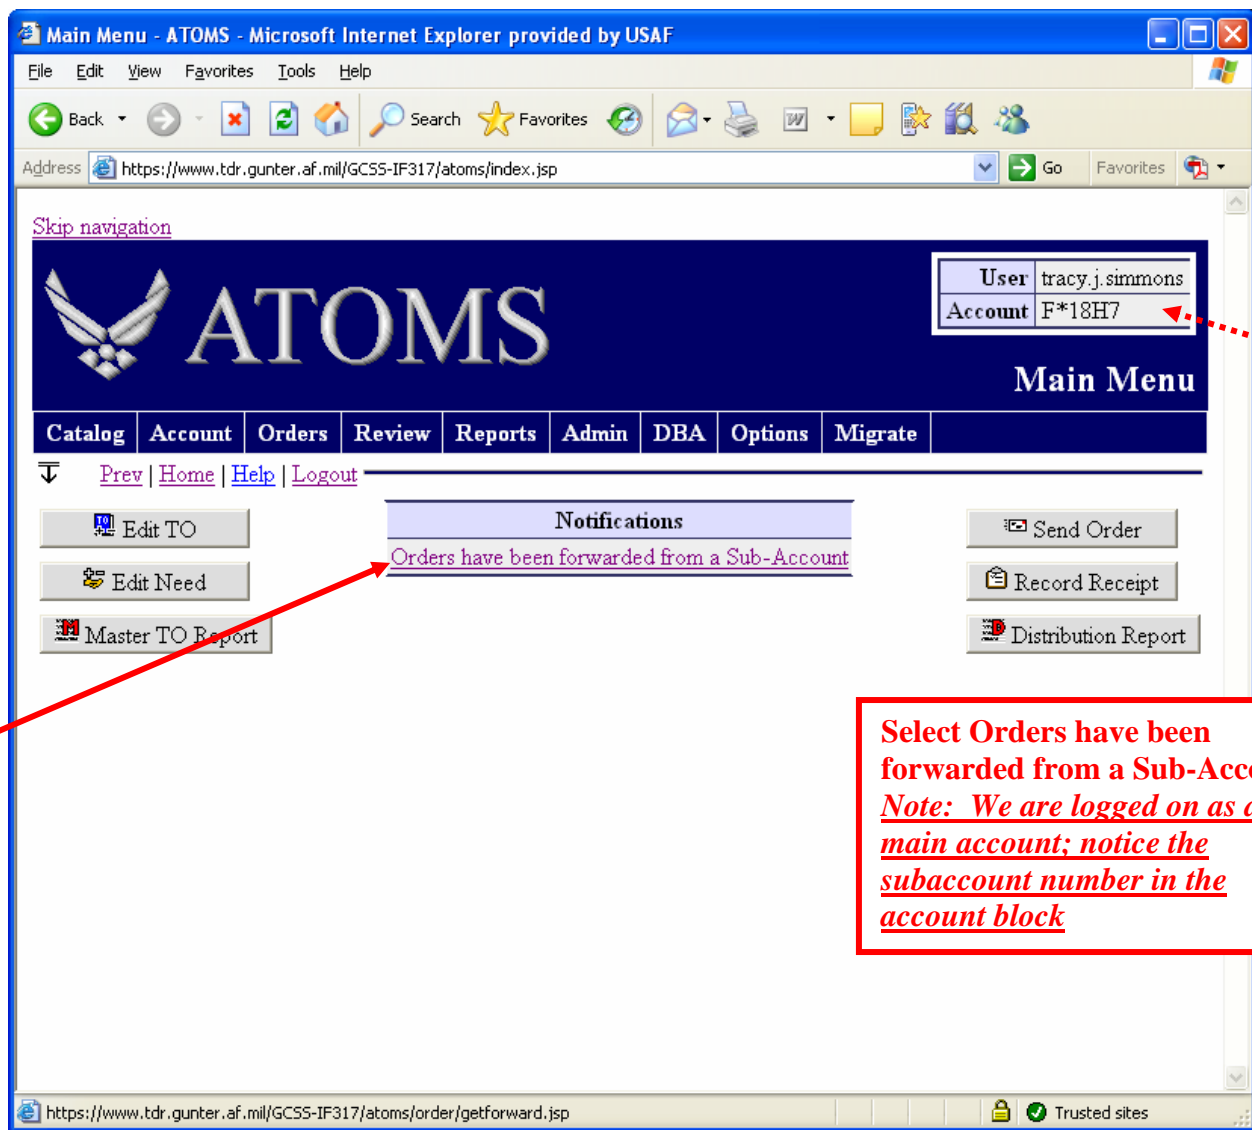 Main Menu - ATOMS - Microsoft Internet Explorer provided by USAF
File Edit View Favorites Tools Help
Back Search Favorites
Address https://www.tdr.gunter.af.mil/GCSS-IF317/atoms/index.jsp Go Favorites
Skip navigation
ATOMS
User tracy.j.simmons
Account F*18H7
Main Menu
Catalog Account Orders Review Reports Admin DBA Options Migrate
Prev | Home | Help | Logout
Edit TO
Edit Need
Master TO Report
Notifications
Orders have been forwarded from a Sub-Account
Send Order
Record Receipt
Distribution Report
Select Orders have been
forwarded from a Sub-Acco
Note: We are logged on as a
main account; notice the
subaccount number in the
account block
https://www.tdr.gunter.af.mil/GCSS-IF317/atoms/order/getforward.jsp Trusted sites